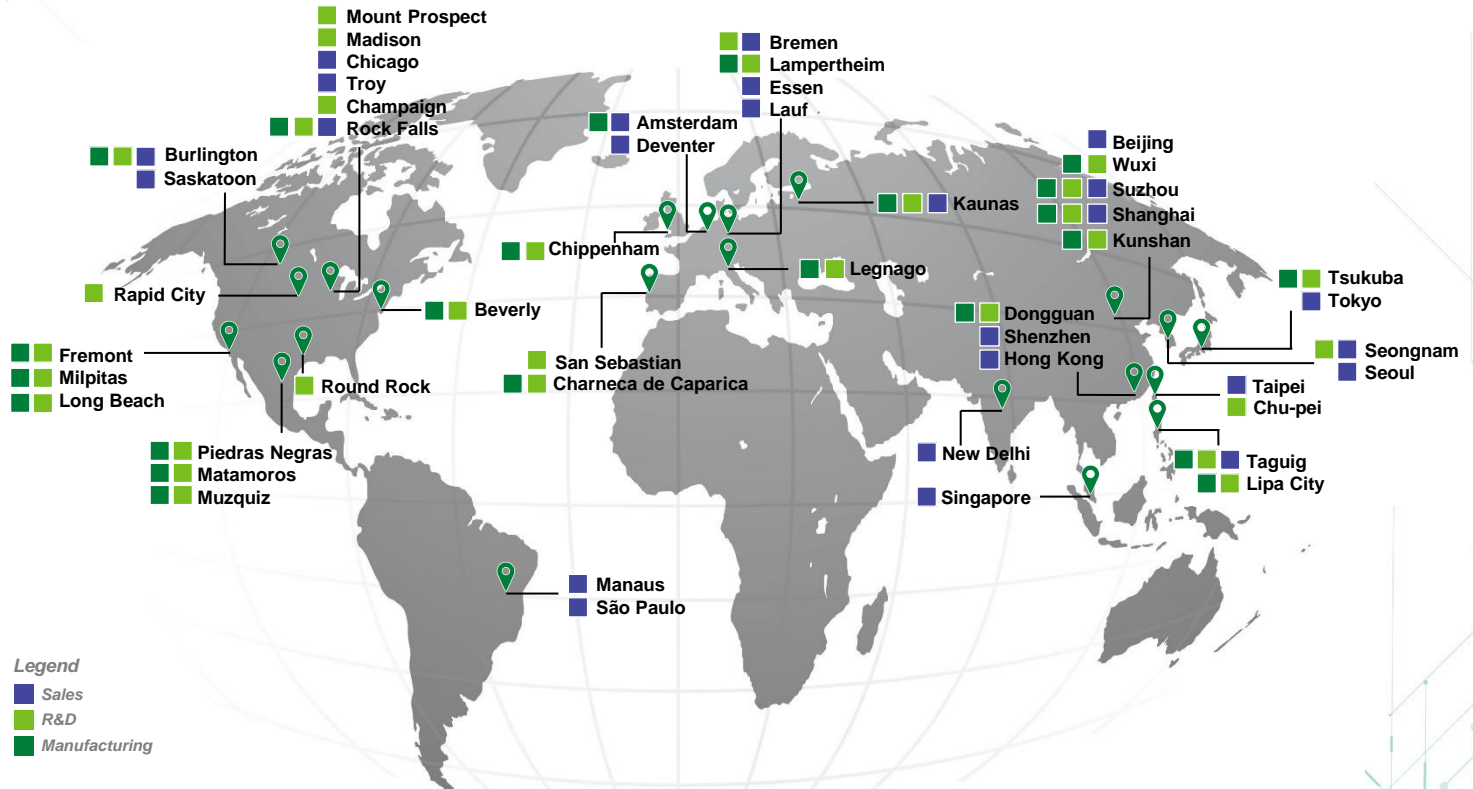 Mount Prospect
Madison
Chicago
Troy
Champaign
Rock Falls
Burlington
Saskatoon
Rapid City
Beverly
Fremont
Milpitas
Long Beach
Round Rock
Piedras Negras
Matamoros
Muzquiz
Manaus
São Paulo
Bremen
Lampertheim
Essen
Lauf
Amsterdam
Deventer
Kaunas
Chippenham
Legnago
San Sebastian
Charneca de Caparica
Beijing
Wuxi
Suzhou
Shanghai
Kunshan
Tsukuba
Tokyo
Dongguan
Shenzhen
Hong Kong
Seongnam
Seoul
Taipei
Chu-pei
New Delhi
Taguig
Lipa City
Singapore
Legend
Sales
R&D
Manufacturing